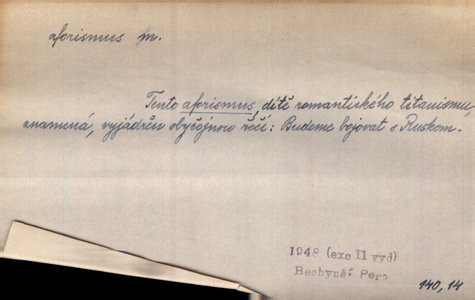 aforismus m.
Tento aforismus, dítě romantického titanismu,
znamená, vyjádřen obyčejnou řečí: Budeme bojovat s Ruskem.
1948 (exc II vyd)
Bechyně: Pero
140, 14